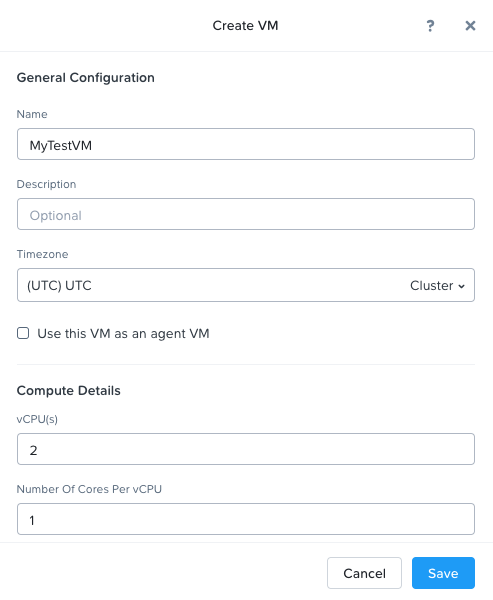 Create VM
?
General Configuration
Name
MyTestVM
Description
Optional
Timezone
(UTC) UTC Cluster
Use this VM as an agent VM
Compute Details
vCPU(s)
2
Number Of Cores Per vCPU
1
Cancel Save